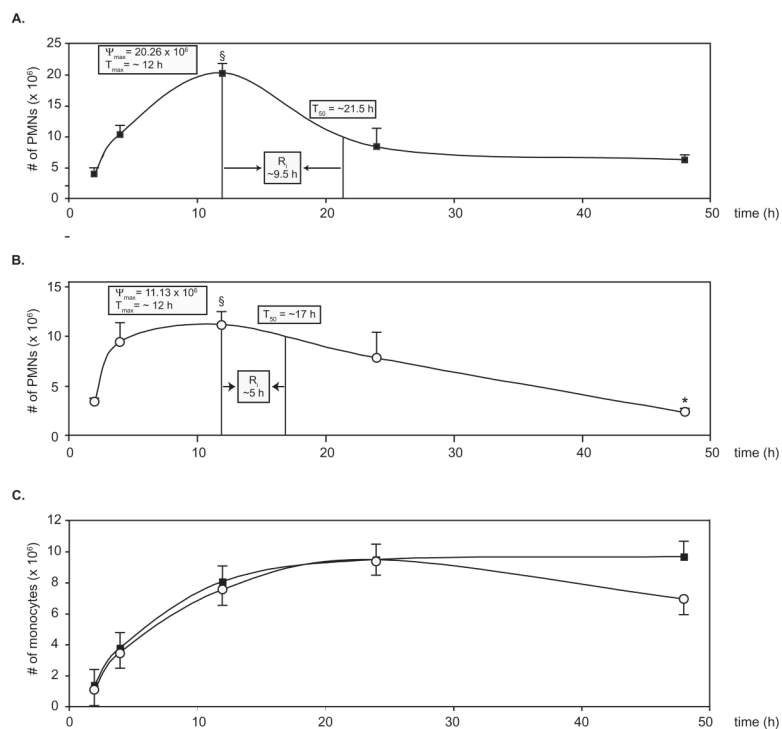 A.
# of PMNs (x 10⁶)
25
20
15
10
5
0
Ψmax = 20.26 x 10⁶
Tmax = ~ 12 h
§
T50 = ~21.5 h
Ri
~9.5 h
0 10 20 30 40 50 time (h)
B.
# of PMNs (x 10⁶)
15
10
5
0
Ψmax = 11.13 x 10⁶
Tmax = ~ 12 h
§
T50 = ~17 h
Ri
~5 h
*
0 10 20 30 40 50 time (h)
C.
# of monocytes (x 10⁶)
12
10
8
6
4
2
0
0 10 20 30 40 50 time (h)